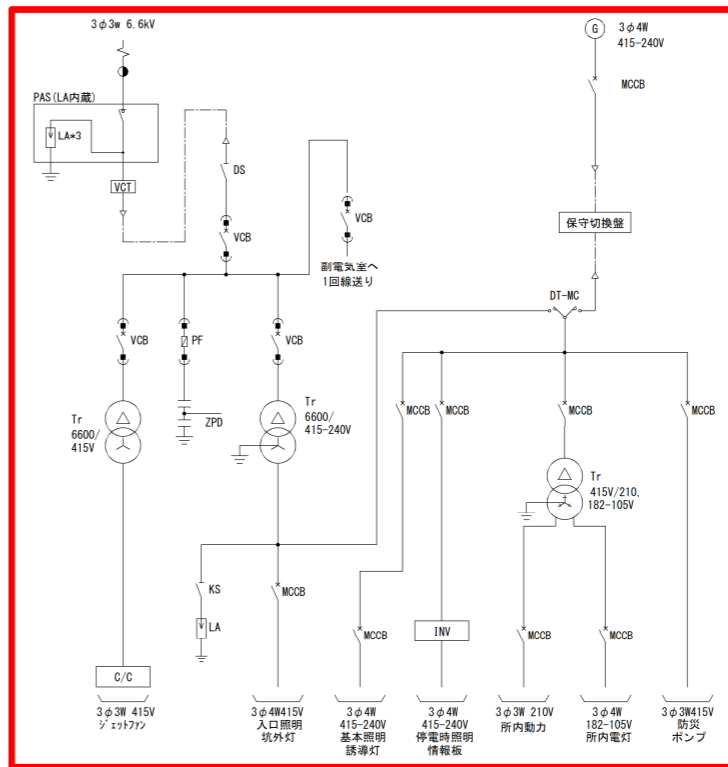 3φ3w 6.6kV
PAS(LA内蔵)
LA*3
VCT
DS
VCB
VCB
副電気室へ
1回線送り
G
3φ4W
415-240V
MCCB
保守切換盤
DT-MC
VCB
PF
VCB
ZPD
Tr
6600/
415V
Tr
6600/
415-240V
MCCB
MCCB
MCCB
MCCB
Tr
415V/210,
182-105V
KS
LA
MCCB
MCCB
INV
MCCB
MCCB
C/C
3φ3W 415V
ジェットファン
3φ4W415V
入口照明
坑外灯
3φ4W
415-240V
基本照明
誘導灯
3φ4W
415-240V
停電時照明
情報板
3φ3W 210V
所内動力
3φ4W
182-105V
所内電灯
3φ3W415V
防災
ポンプ